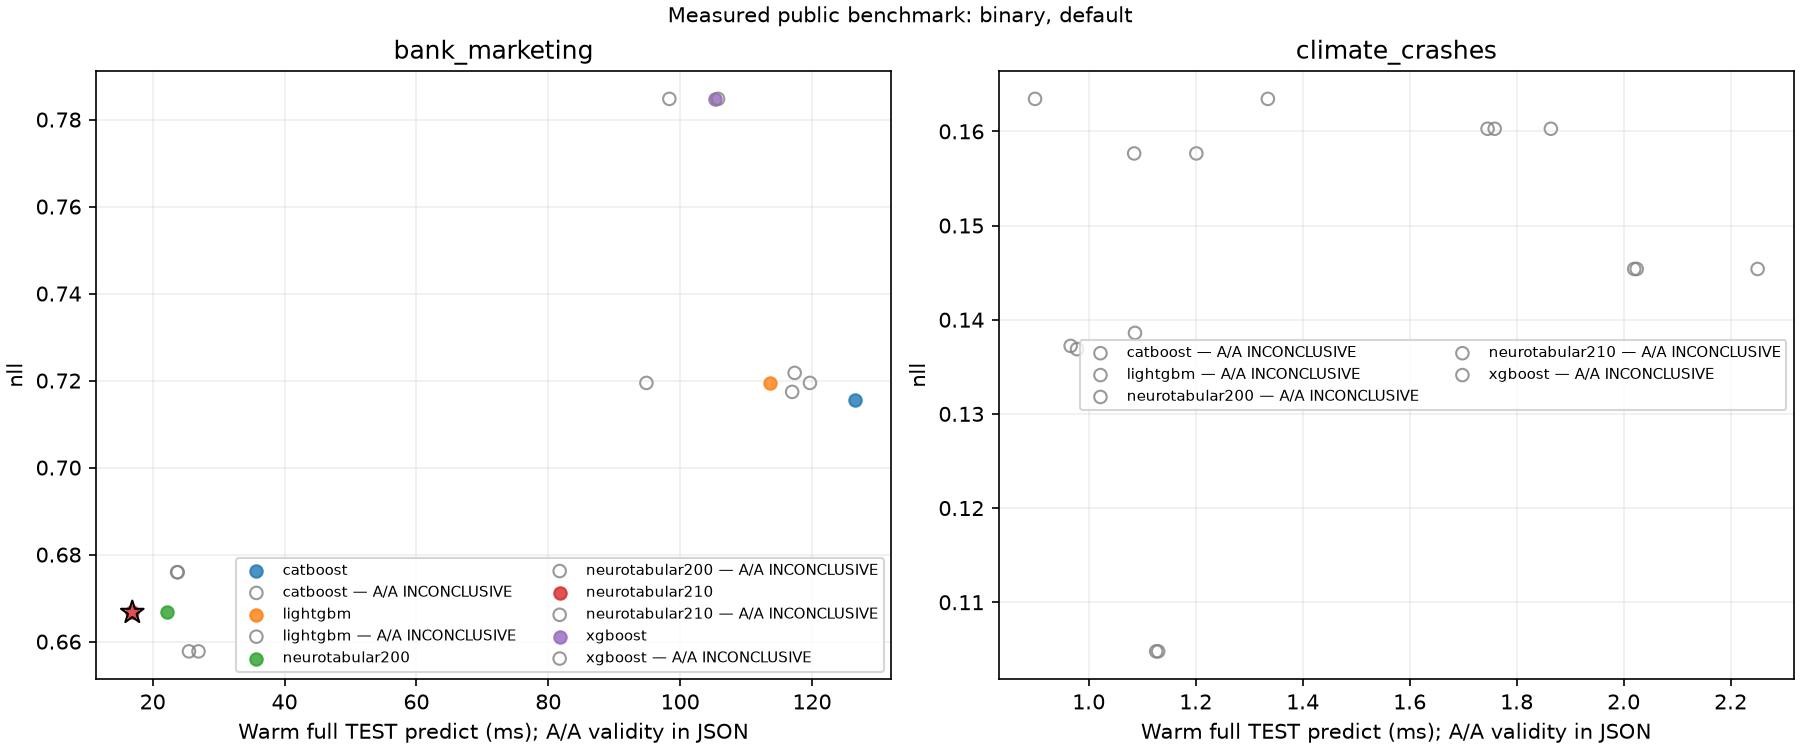 Measured public benchmark: binary, default
bank_marketing
nll
0.78
0.76
0.74
0.72
0.70
0.68
0.66
20
40
60
80
100
120
Warm full TEST predict (ms); A/A validity in JSON
catboost
catboost — A/A INCONCLUSIVE
lightgbm
lightgbm — A/A INCONCLUSIVE
neurotabular200
neurotabular200 — A/A INCONCLUSIVE
neurotabular210
neurotabular210 — A/A INCONCLUSIVE
xgboost
xgboost — A/A INCONCLUSIVE
climate_crashes
nll
0.16
0.15
0.14
0.13
0.12
0.11
1.0
1.2
1.4
1.6
1.8
2.0
2.2
Warm full TEST predict (ms); A/A validity in JSON
catboost — A/A INCONCLUSIVE
lightgbm — A/A INCONCLUSIVE
neurotabular200 — A/A INCONCLUSIVE
neurotabular210 — A/A INCONCLUSIVE
xgboost — A/A INCONCLUSIVE